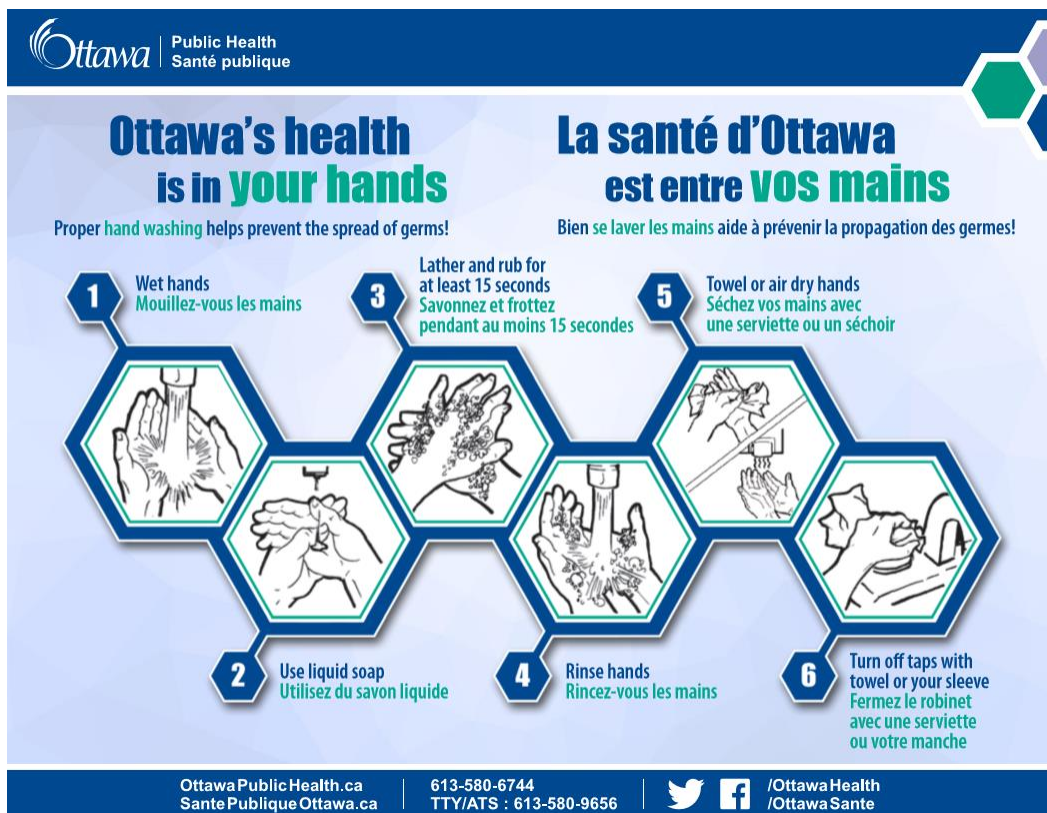 Ottawa
Public Health
Santé publique
Ottawa's health
is in your hands
Proper hand washing helps prevent the spread of germs!
La santé d'Ottawa
est entre vos mains
Bien se laver les mains aide à prévenir la propagation des germes!
1
Wet hands
Mouillez-vous les mains
3
Lather and rub for
at least 15 seconds
Savonnez et frottez
pendant au moins 15 secondes
5
Towel or air dry hands
Séchez vos mains avec
une serviette ou un séchoir
2
Use liquid soap
Utilisez du savon liquide
4
Rinse hands
Rincez-vous les mains
6
Turn off taps with
towel or your sleeve
Fermez le robinet
avec une serviette
ou votre manche
OttawaPublicHealth.ca
SantePubliqueOttawa.ca
613-580-6744
TTY/ATS : 613-580-9656
/OttawaHealth
/OttawaSante